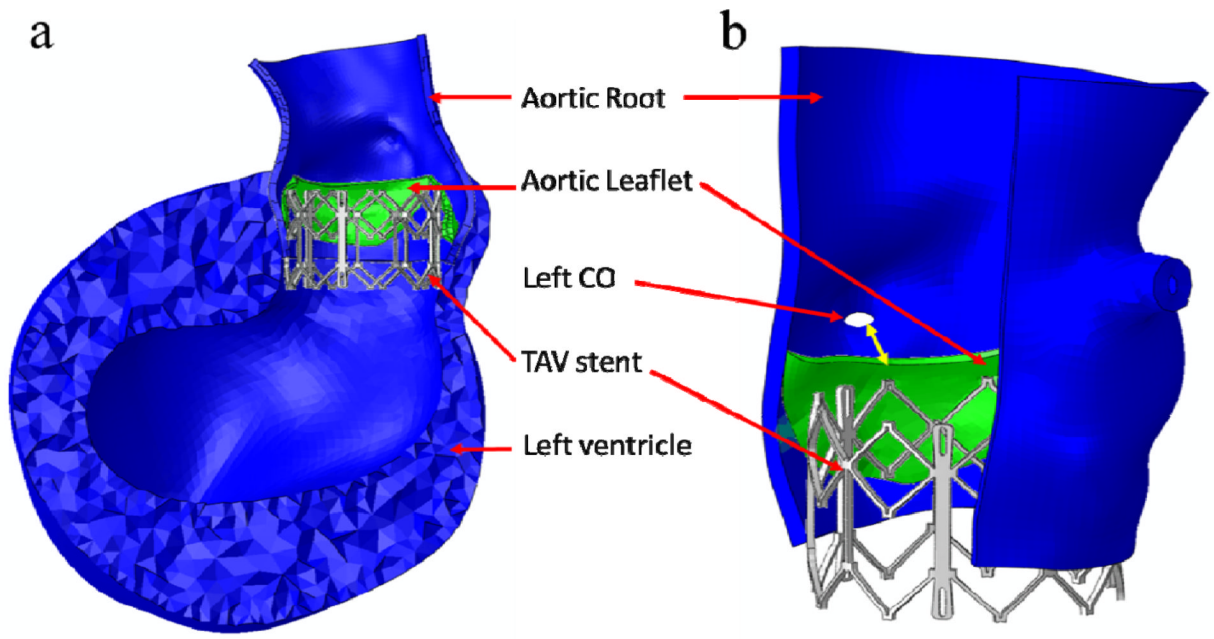 a
b
Aortic Root
Aortic Leaflet
Left CO
TAV stent
Left ventricle